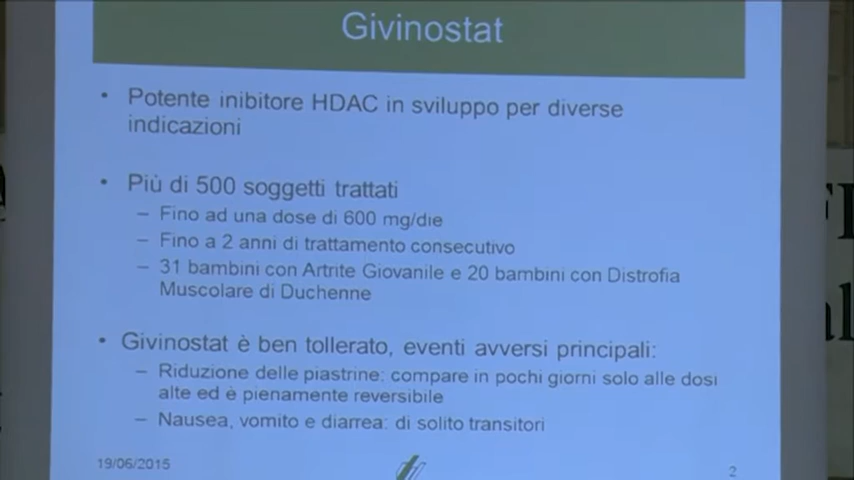 Givinostat
• Potente inibitore HDAC in sviluppo per diverse
indicazioni
• Più di 500 soggetti trattati
– Fino ad una dose di 600 mg/die
– Fino a 2 anni di trattamento consecutivo
– 31 bambini con Artrite Giovanile e 20 bambini con Distrofia
Muscolare di Duchenne
• Givinostat è ben tollerato, eventi avversi principali:
– Riduzione delle piastrine: compare in pochi giorni solo alle dosi
alte ed è pienamente reversibile
– Nausea, vomito e diarrea: di solito transitori
19/06/2015
2